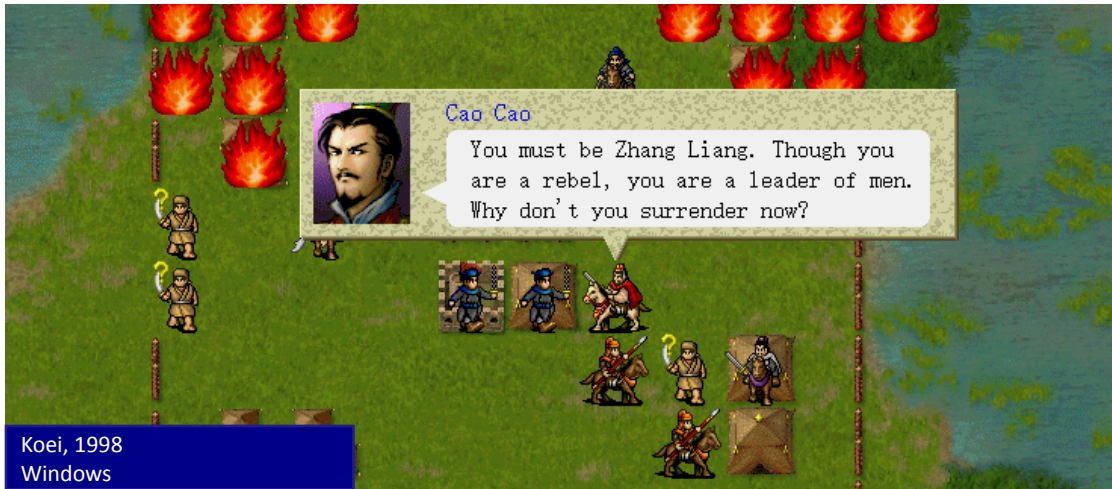 Cao Cao
You must be Zhang Liang. Though you
are a rebel, you are a leader of men.
Why don't you surrender now?
Koei, 1998
Windows